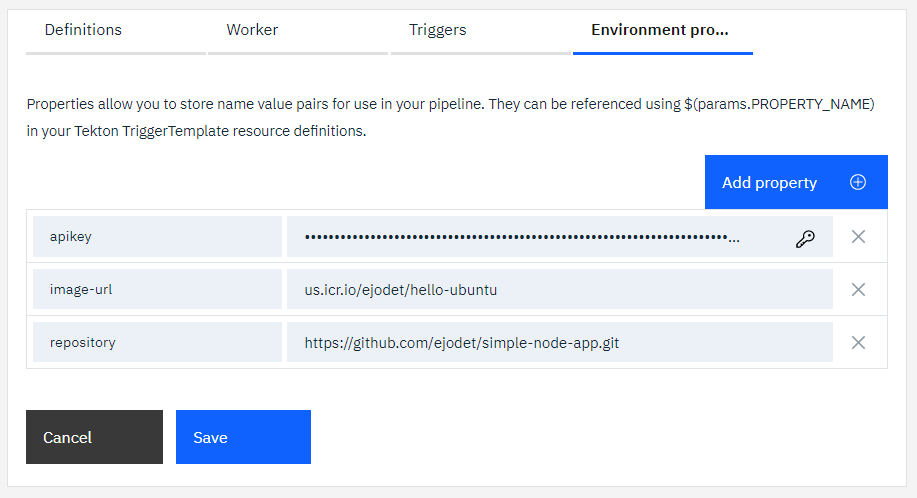 Definitions Worker Triggers Environment pro...
Properties allow you to store name value pairs for use in your pipeline. They can be referenced using $(params.PROPERTY_NAME)
in your Tekton TriggerTemplate resource definitions.
Add property
apikey ••••••••••••••••••••••••••••••••••••••••••••••••••••••••••••••••••••••••...
image-url us.icr.io/ejodet/hello-ubuntu
repository https://github.com/ejodet/simple-node-app.git
Cancel Save